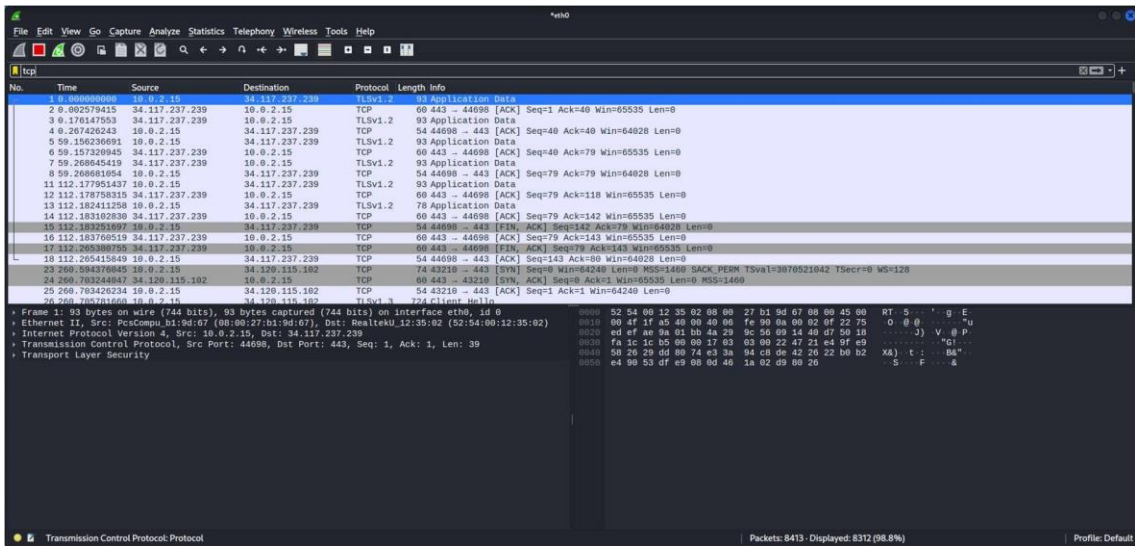 *eth0
File Edit View Go Capture Analyze Statistics Telephony Wireless Tools Help
tcp
No. Time Source Destination Protocol Length Info
1 0.000000000 10.0.2.15 34.117.237.239 TLSv1.2 93 Application Data
2 0.002579415 34.117.237.239 10.0.2.15 TCP 60 443 → 44698 [ACK] Seq=1 Ack=40 Win=65535 Len=0
3 0.176147553 34.117.237.239 10.0.2.15 TLSv1.2 93 Application Data
4 0.267426243 10.0.2.15 34.117.237.239 TCP 54 44698 → 443 [ACK] Seq=40 Ack=40 Win=64028 Len=0
5 59.156236691 10.0.2.15 34.117.237.239 TLSv1.2 93 Application Data
6 59.157320945 34.117.237.239 10.0.2.15 TCP 60 443 → 44698 [ACK] Seq=40 Ack=79 Win=65535 Len=0
7 59.268645419 34.117.237.239 10.0.2.15 TLSv1.2 93 Application Data
8 59.268681054 10.0.2.15 34.117.237.239 TCP 54 44698 → 443 [ACK] Seq=79 Ack=79 Win=64028 Len=0
11 112.177951437 10.0.2.15 34.117.237.239 TLSv1.2 93 Application Data
12 112.178758315 34.117.237.239 10.0.2.15 TCP 60 443 → 44698 [ACK] Seq=79 Ack=118 Win=65535 Len=0
13 112.182411258 10.0.2.15 34.117.237.239 TLSv1.2 78 Application Data
14 112.183102830 34.117.237.239 10.0.2.15 TCP 60 443 → 44698 [ACK] Seq=79 Ack=142 Win=65535 Len=0
15 112.183251697 10.0.2.15 34.117.237.239 TCP 54 44698 → 443 [FIN, ACK] Seq=142 Ack=79 Win=64028 Len=0
16 112.183760519 34.117.237.239 10.0.2.15 TCP 60 443 → 44698 [ACK] Seq=79 Ack=143 Win=65535 Len=0
17 112.265380755 34.117.237.239 10.0.2.15 TCP 60 443 → 44698 [FIN, ACK] Seq=79 Ack=143 Win=65535 Len=0
18 112.265415849 10.0.2.15 34.117.237.239 TCP 54 44698 → 443 [ACK] Seq=143 Ack=80 Win=64028 Len=0
23 260.594376045 10.0.2.15 34.120.115.102 TCP 74 43210 → 443 [SYN] Seq=0 Win=64240 Len=0 MSS=1460 SACK_PERM TSval=3070521042 TSecr=0 WS=128
24 260.703244047 34.120.115.102 10.0.2.15 TCP 60 443 → 43210 [SYN, ACK] Seq=0 Ack=1 Win=65535 Len=0 MSS=1460
25 260.703426234 10.0.2.15 34.120.115.102 TCP 54 43210 → 443 [ACK] Seq=1 Ack=1 Win=64240 Len=0
26 260.705781660 10.0.2.15 34.120.115.102 TLSv1.3 724 Client Hello
Frame 1: 93 bytes on wire (744 bits), 93 bytes captured (744 bits) on interface eth0, id 0
Ethernet II, Src: PcsCompu_b1:9d:67 (08:00:27:b1:9d:67), Dst: RealtekU_12:35:02 (52:54:00:12:35:02)
Internet Protocol Version 4, Src: 10.0.2.15, Dst: 34.117.237.239
Transmission Control Protocol, Src Port: 44698, Dst Port: 443, Seq: 1, Ack: 1, Len: 39
Transport Layer Security
0000 52 54 00 12 35 02 08 00 27 b1 9d 67 08 00 45 00 RT··5···'··g··E·
0010 00 4f 1f a5 40 00 40 06 fe 90 0a 00 02 0f 22 75 ·O··@·@·······"u
0020 ed ef ae 9a 01 bb 4a 29 9c 56 09 14 40 d7 50 18 ······J)·V··@·P·
0030 fa 1c 1c b5 00 00 17 03 03 00 22 47 21 e4 9f e9 ··········"G!···
0040 58 26 29 dd 80 74 e3 3a 94 c8 de 42 26 22 b0 b2 X&)··t·:···B&"··
0050 e4 90 53 df e9 08 0d 46 1a 02 d9 80 26 ··S····F····&
Transmission Control Protocol: Protocol
Packets: 8413 · Displayed: 8312 (98.8%)
Profile: Default